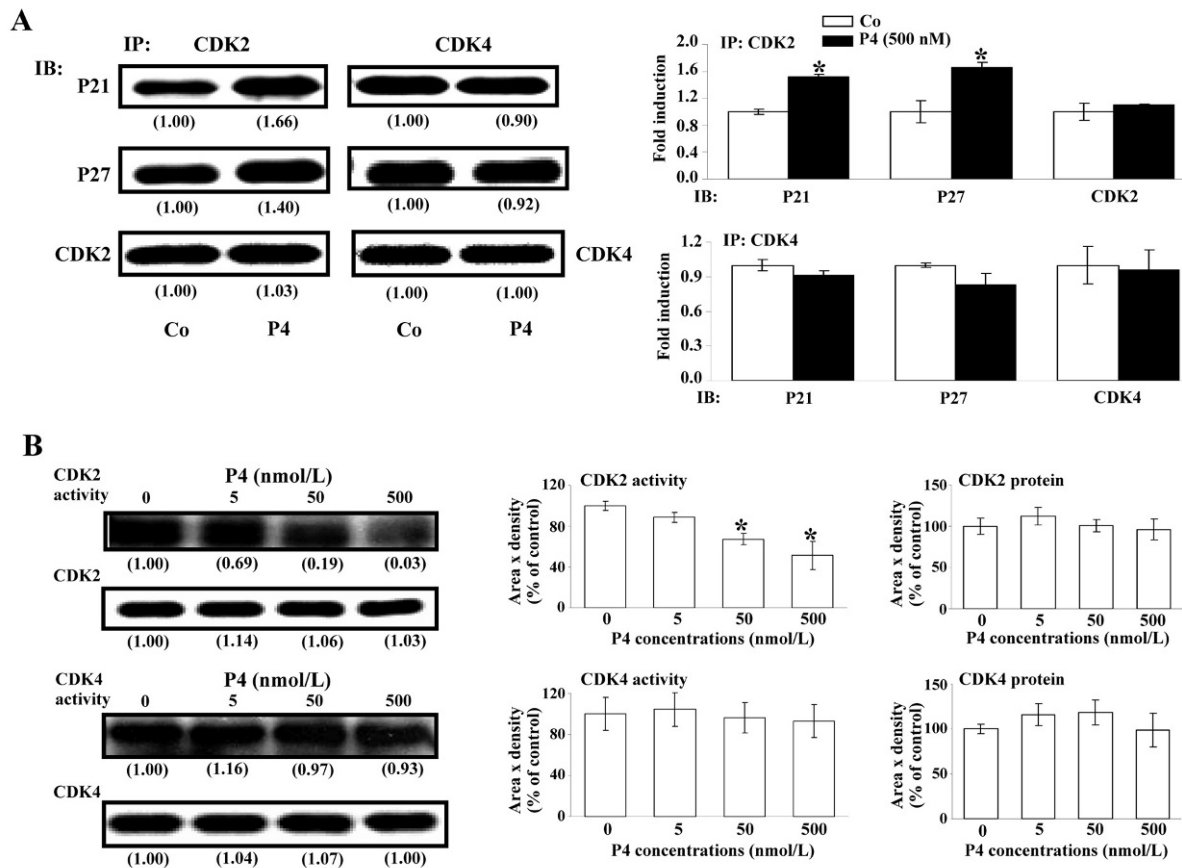 A
IP: CDK2 CDK4
IB:
P21
(1.00) (1.66) (1.00) (0.90)
P27
(1.00) (1.40) (1.00) (0.92)
CDK2 CDK4
(1.00) (1.03) (1.00) (1.00)
Co P4 Co P4
Co
P4 (500 nM)
IP: CDK2
Fold induction
2.0
1.6
1.2
0.8
0.4
0.0
* *
IB: P21 P27 CDK2
IP: CDK4
Fold induction
1.2
0.9
0.6
0.3
0.0
IB: P21 P27 CDK4
B
CDK2 activity
P4 (nmol/L)
0 5 50 500
(1.00) (0.69) (0.19) (0.03)
CDK2
(1.00) (1.14) (1.06) (1.03)
CDK4 activity
P4 (nmol/L)
0 5 50 500
(1.00) (1.16) (0.97) (0.93)
CDK4
(1.00) (1.04) (1.07) (1.00)
CDK2 activity
Area x density
(% of control)
120
80
40
0
* *
0 5 50 500
P4 concentrations (nmol/L)
CDK2 protein
Area x density
(% of control)
150
100
50
0
0 5 50 500
P4 concentrations (nmol/L)
CDK4 activity
Area x density
(% of control)
120
80
40
0
0 5 50 500
P4 concentrations (nmol/L)
CDK4 protein
Area x density
(% of control)
150
100
50
0
0 5 50 500
P4 concentrations (nmol/L)